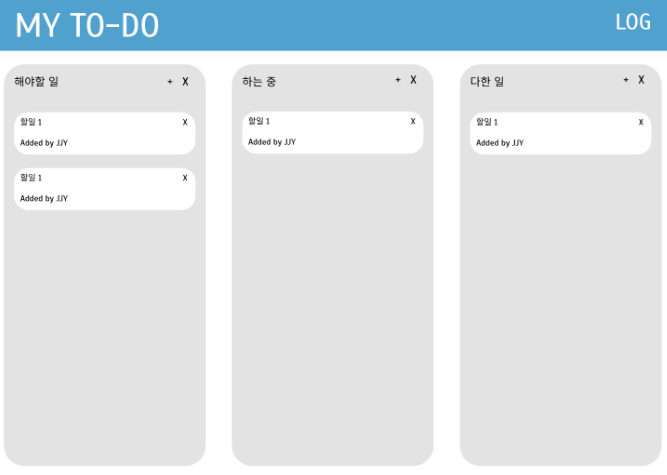 MY TO-DO
LOG
해야할 일 + X
할일 1 X
Added by JJY
할일 1 X
Added by JJY
하는 중 + X
할일 1 X
Added by JJY
다한 일 + X
할일 1 X
Added by JJY